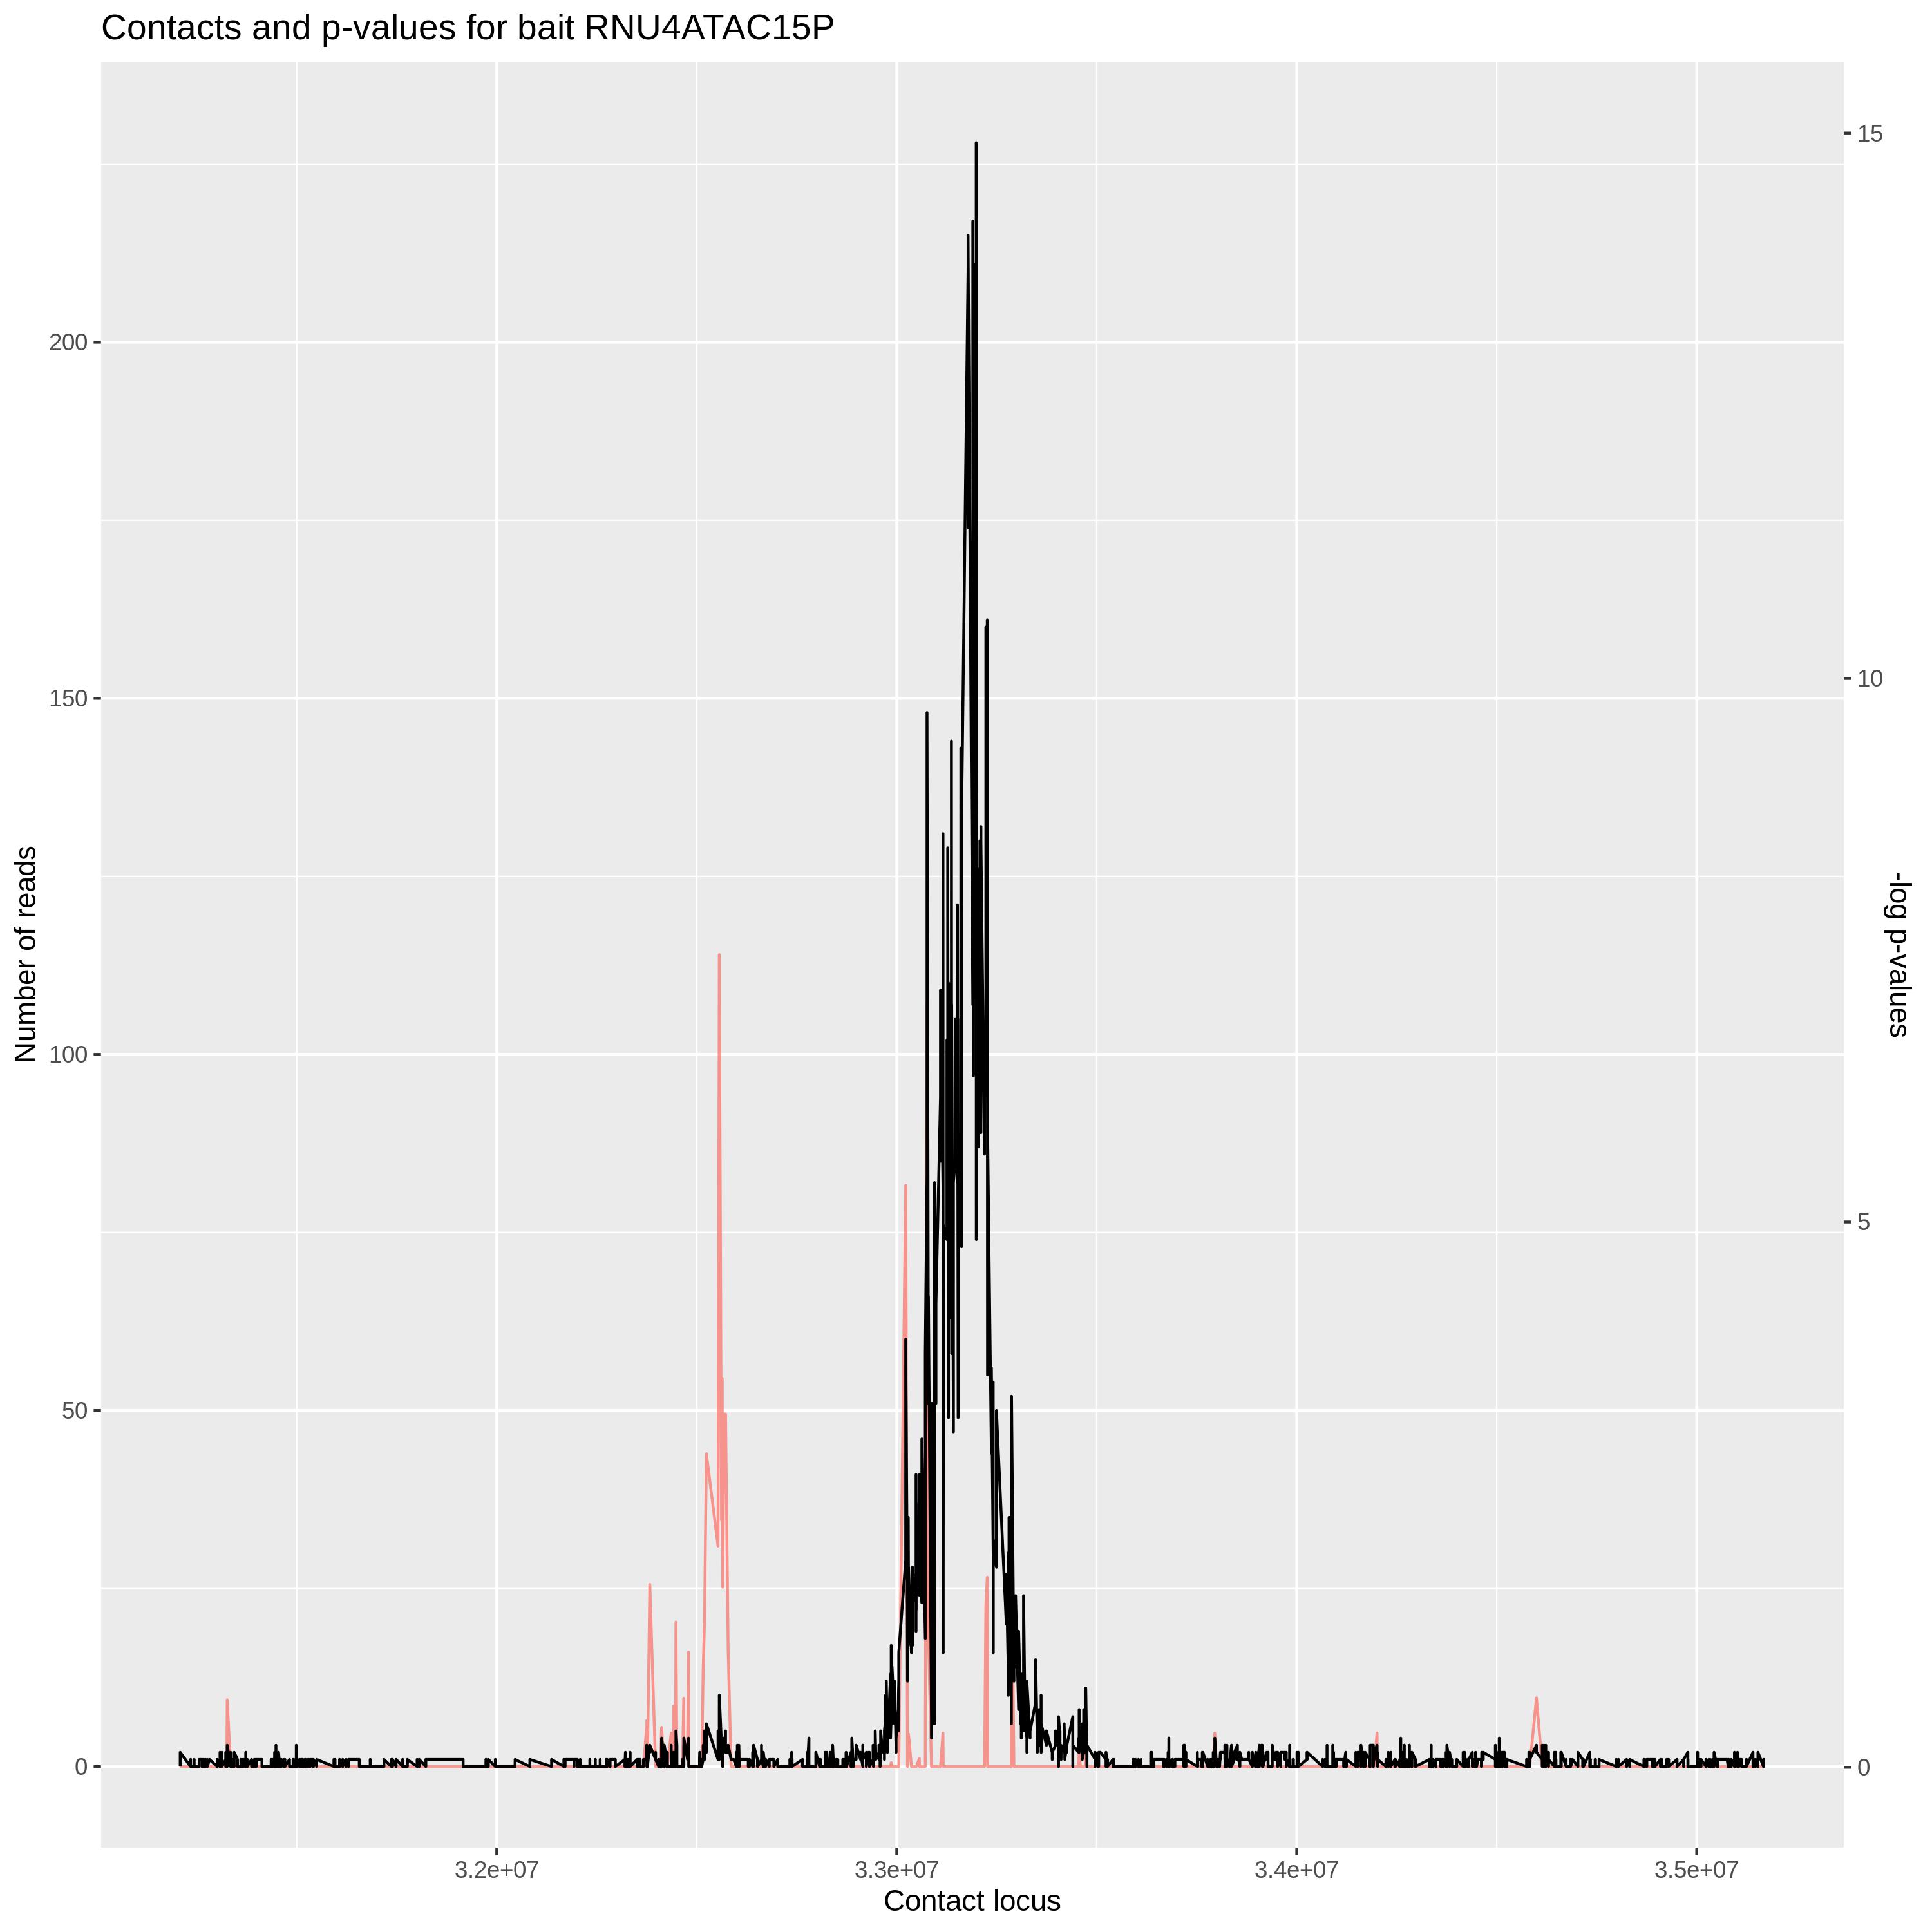 Contacts and p-values for bait RNU4ATAC15P
Number of reads
200
150
100
50
0
15
10
5
0
-log p-values
3.2e+07
3.3e+07
3.4e+07
3.5e+07
Contact locus